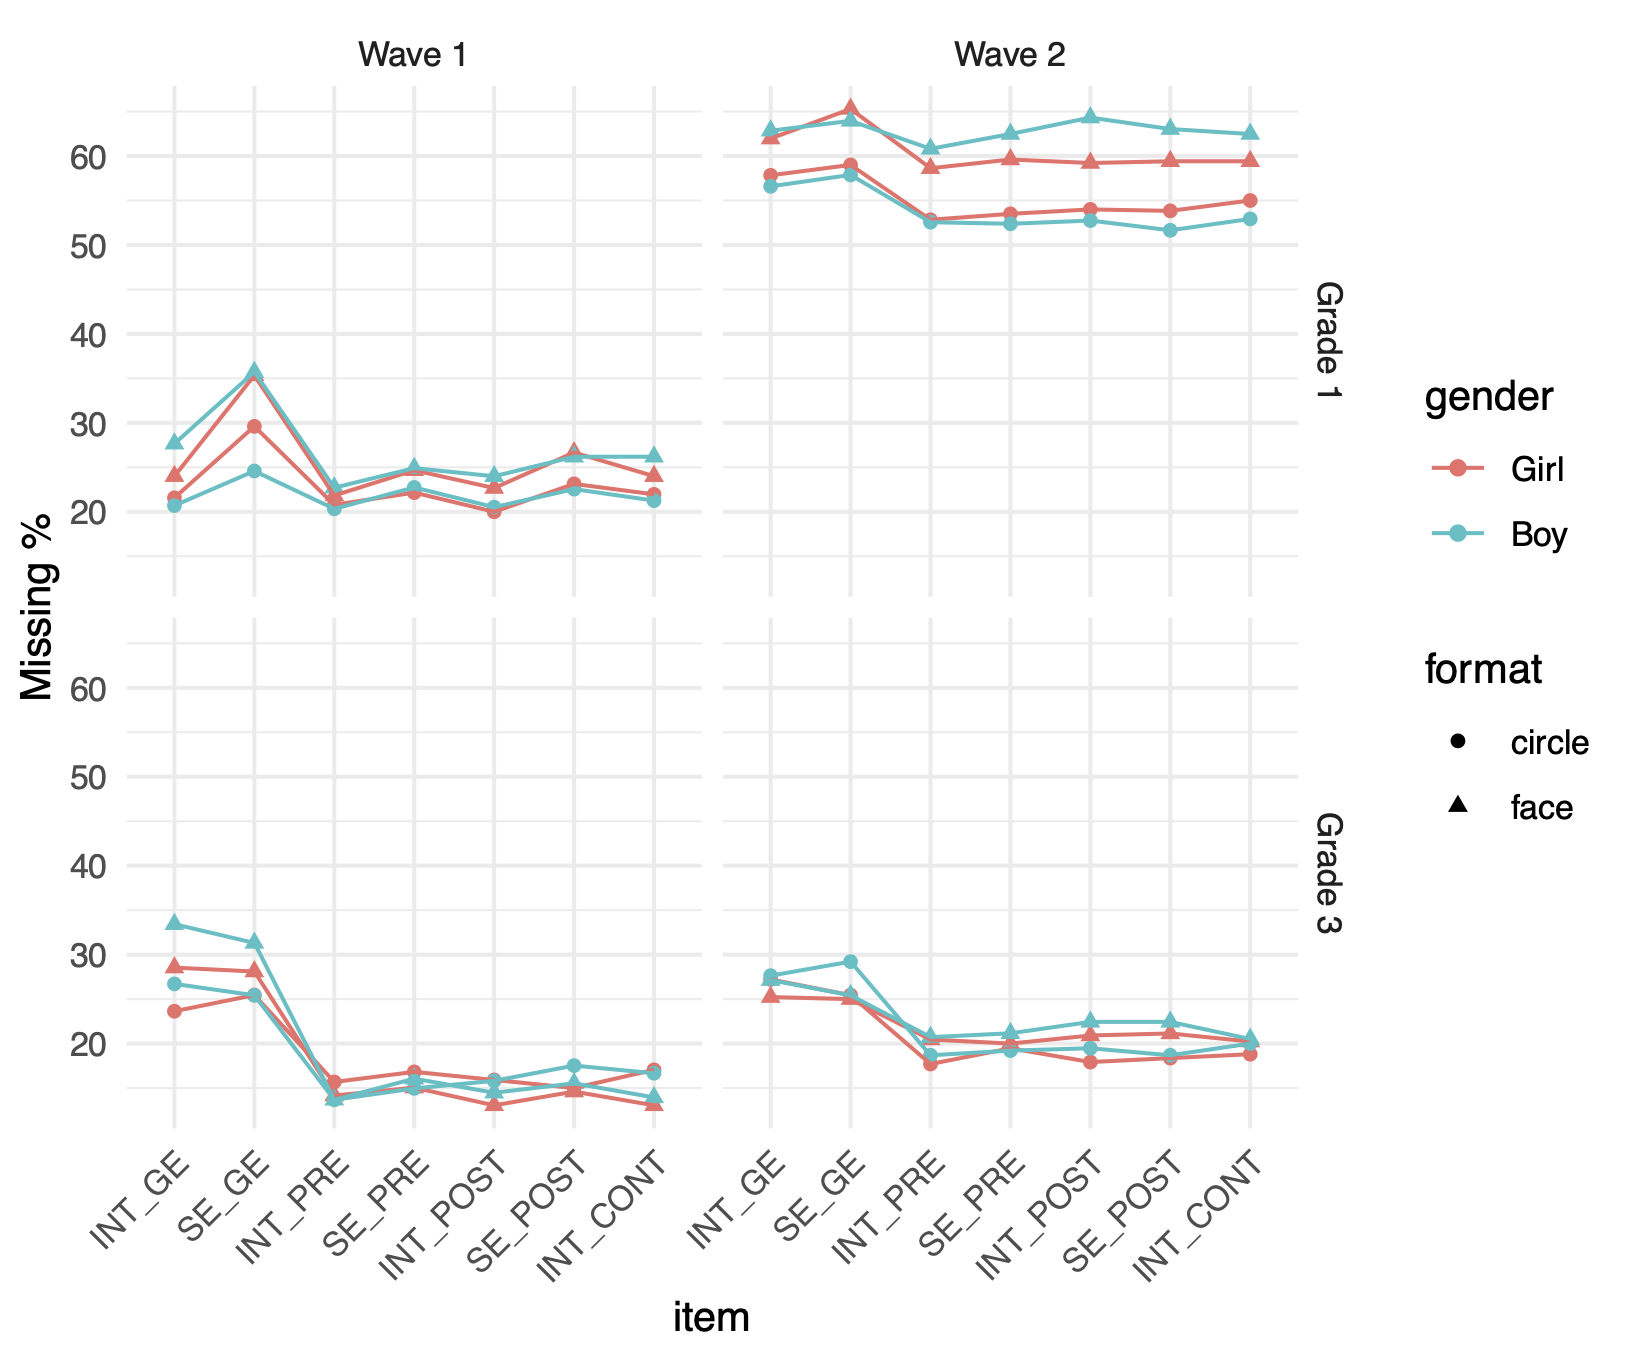 Wave 1
Wave 2
60
50
40
30
20
Grade 1
60
50
40
30
20
Grade 3
Missing %
INT_GE
SE_GE
INT_PRE
SE_PRE
INT_POST
SE_POST
INT_CONT
INT_GE
SE_GE
INT_PRE
SE_PRE
INT_POST
SE_POST
INT_CONT
item
gender
Girl
Boy
format
circle
face